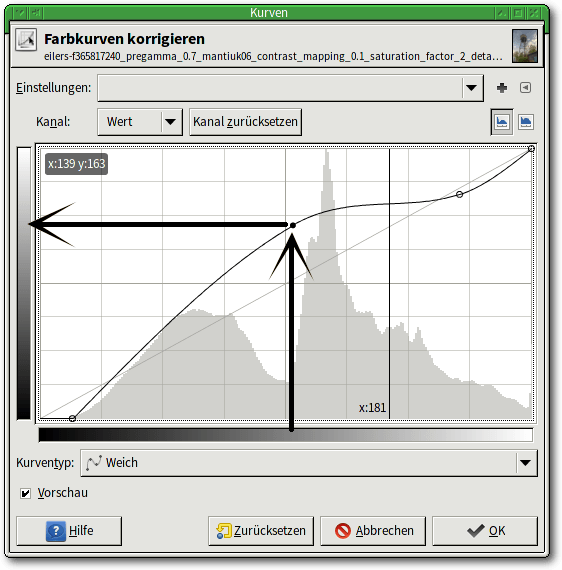 Kurven
Farbkurven korrigieren
eilers-f365817240_pregamma_0.7_mantiuk06_contrast_mapping_0.1_saturation_factor_2_deta…
Einstellungen:
Kanal: Wert Kanal zurücksetzen
x:139 y:163
x:181
Kurventyp: Weich
Vorschau
Hilfe Zurücksetzen Abbrechen OK